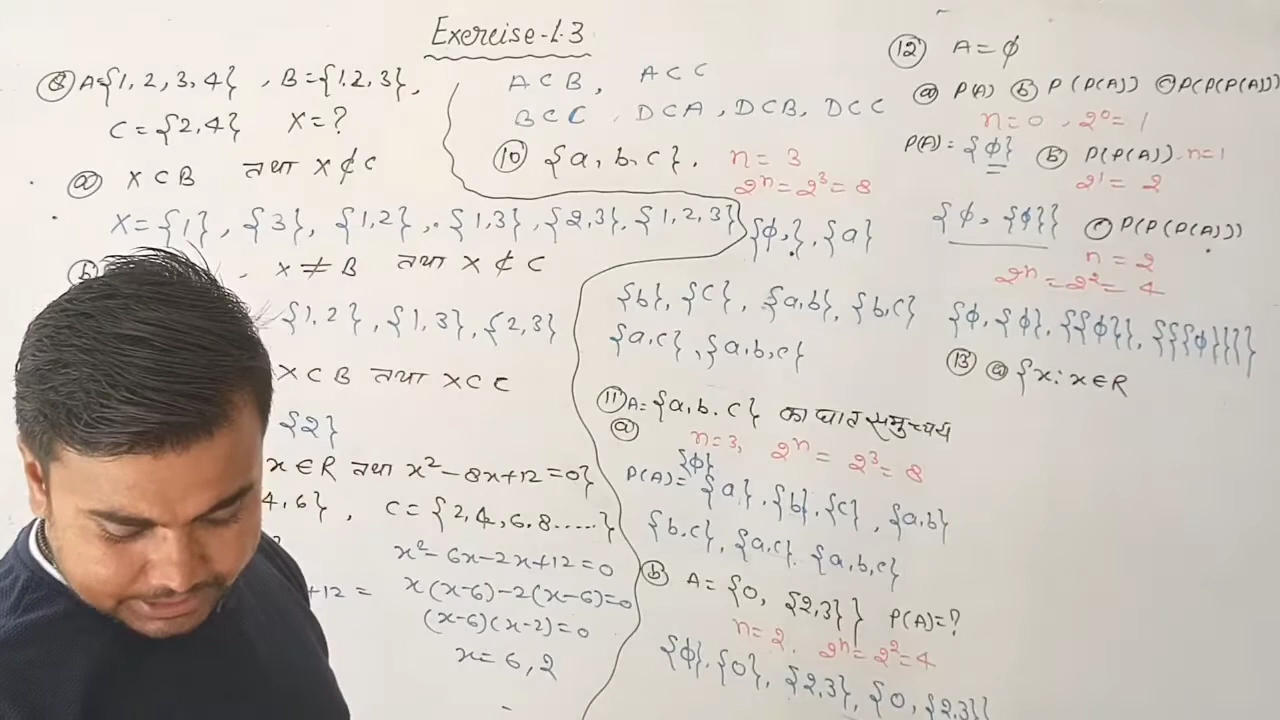 Exercise-1.3
⑧ A={1, 2, 3, 4} , B={1,2,3},
C={2,4} X=?
ⓐ X⊂B तथा X⊄C
X={1}, {3}, {1,2}, {1,3}, {2,3}, {1,2,3}
ⓑ X≠B तथा X⊄C
{1,2}, {1,3}, {2,3}
X⊂B तथा X⊂C
{2}
x∈R तथा x²-8x+12=0}
4,6}, C={2,4,6,8.....}
x²-6x-2x+12=0
+12= x(x-6)-2(x-6)=0
(x-6)(x-2)=0
x=6,2
A⊂B, A⊂C
B⊂C, D⊂A, D⊂B, D⊂C
⑩ {a,b,c}. n=3
2ⁿ=2³=8
{ϕ,}, {a}
{b}, {c}, {a,b}, {b,c}
{a,c}, {a,b,c}
⑪ A={a,b.c} का घात समुच्चय
ⓐ n=3, 2ⁿ=2³=8
{ϕ}
P(A)={a}, {b}, {c}, {a,b}
{b,c}, {a,c}, {a,b,c}
ⓑ A={0, {2,3}} P(A)=?
n=2, 2ⁿ=2²=4
{ϕ}, {0}, {2,3}, {0, {2,3}}
⑫ A=ϕ
ⓐ P(A) ⓑ P(P(A)) ⓒ P(P(P(A))
n=0, 2⁰=1
P(A)={ϕ} ⓑ P(P(A)) n=1
2¹=2
{ϕ, {ϕ}} ⓒ P(P(P(A)))
n=2
2ⁿ=2²=4
{ϕ, {ϕ}, {{ϕ}}, {{{ϕ}}}}
⑬ ⓐ {x:x∈R